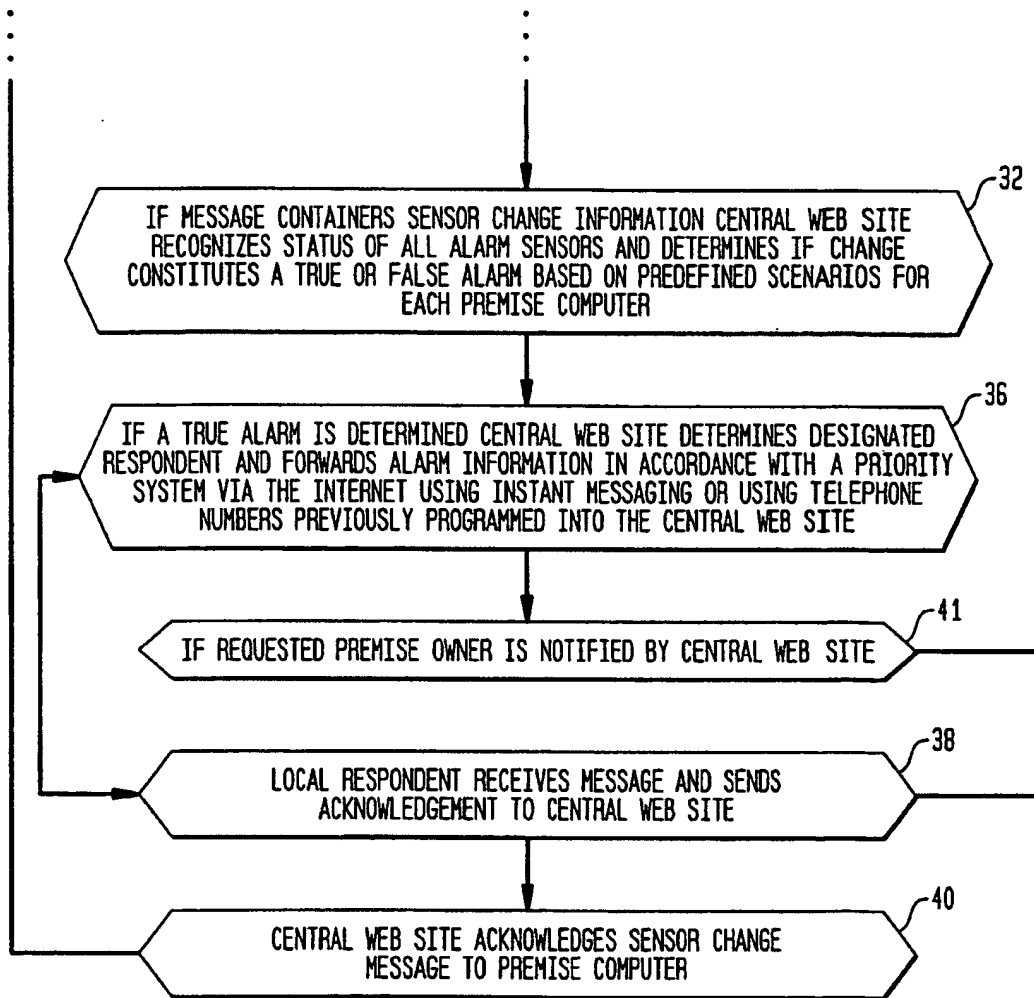 32
IF MESSAGE CONTAINERS SENSOR CHANGE INFORMATION CENTRAL WEB SITE
RECOGNIZES STATUS OF ALL ALARM SENSORS AND DETERMINES IF CHANGE
CONSTITUTES A TRUE OR FALSE ALARM BASED ON PREDEFINED SCENARIOS FOR
EACH PREMISE COMPUTER
36
IF A TRUE ALARM IS DETERMINED CENTRAL WEB SITE DETERMINES DESIGNATED
RESPONDENT AND FORWARDS ALARM INFORMATION IN ACCORDANCE WITH A PRIORITY
SYSTEM VIA THE INTERNET USING INSTANT MESSAGING OR USING TELEPHONE
NUMBERS PREVIOUSLY PROGRAMMED INTO THE CENTRAL WEB SITE
41
IF REQUESTED PREMISE OWNER IS NOTIFIED BY CENTRAL WEB SITE
38
LOCAL RESPONDENT RECEIVES MESSAGE AND SENDS
ACKNOWLEDGEMENT TO CENTRAL WEB SITE
40
CENTRAL WEB SITE ACKNOWLEDGES SENSOR CHANGE
MESSAGE TO PREMISE COMPUTER